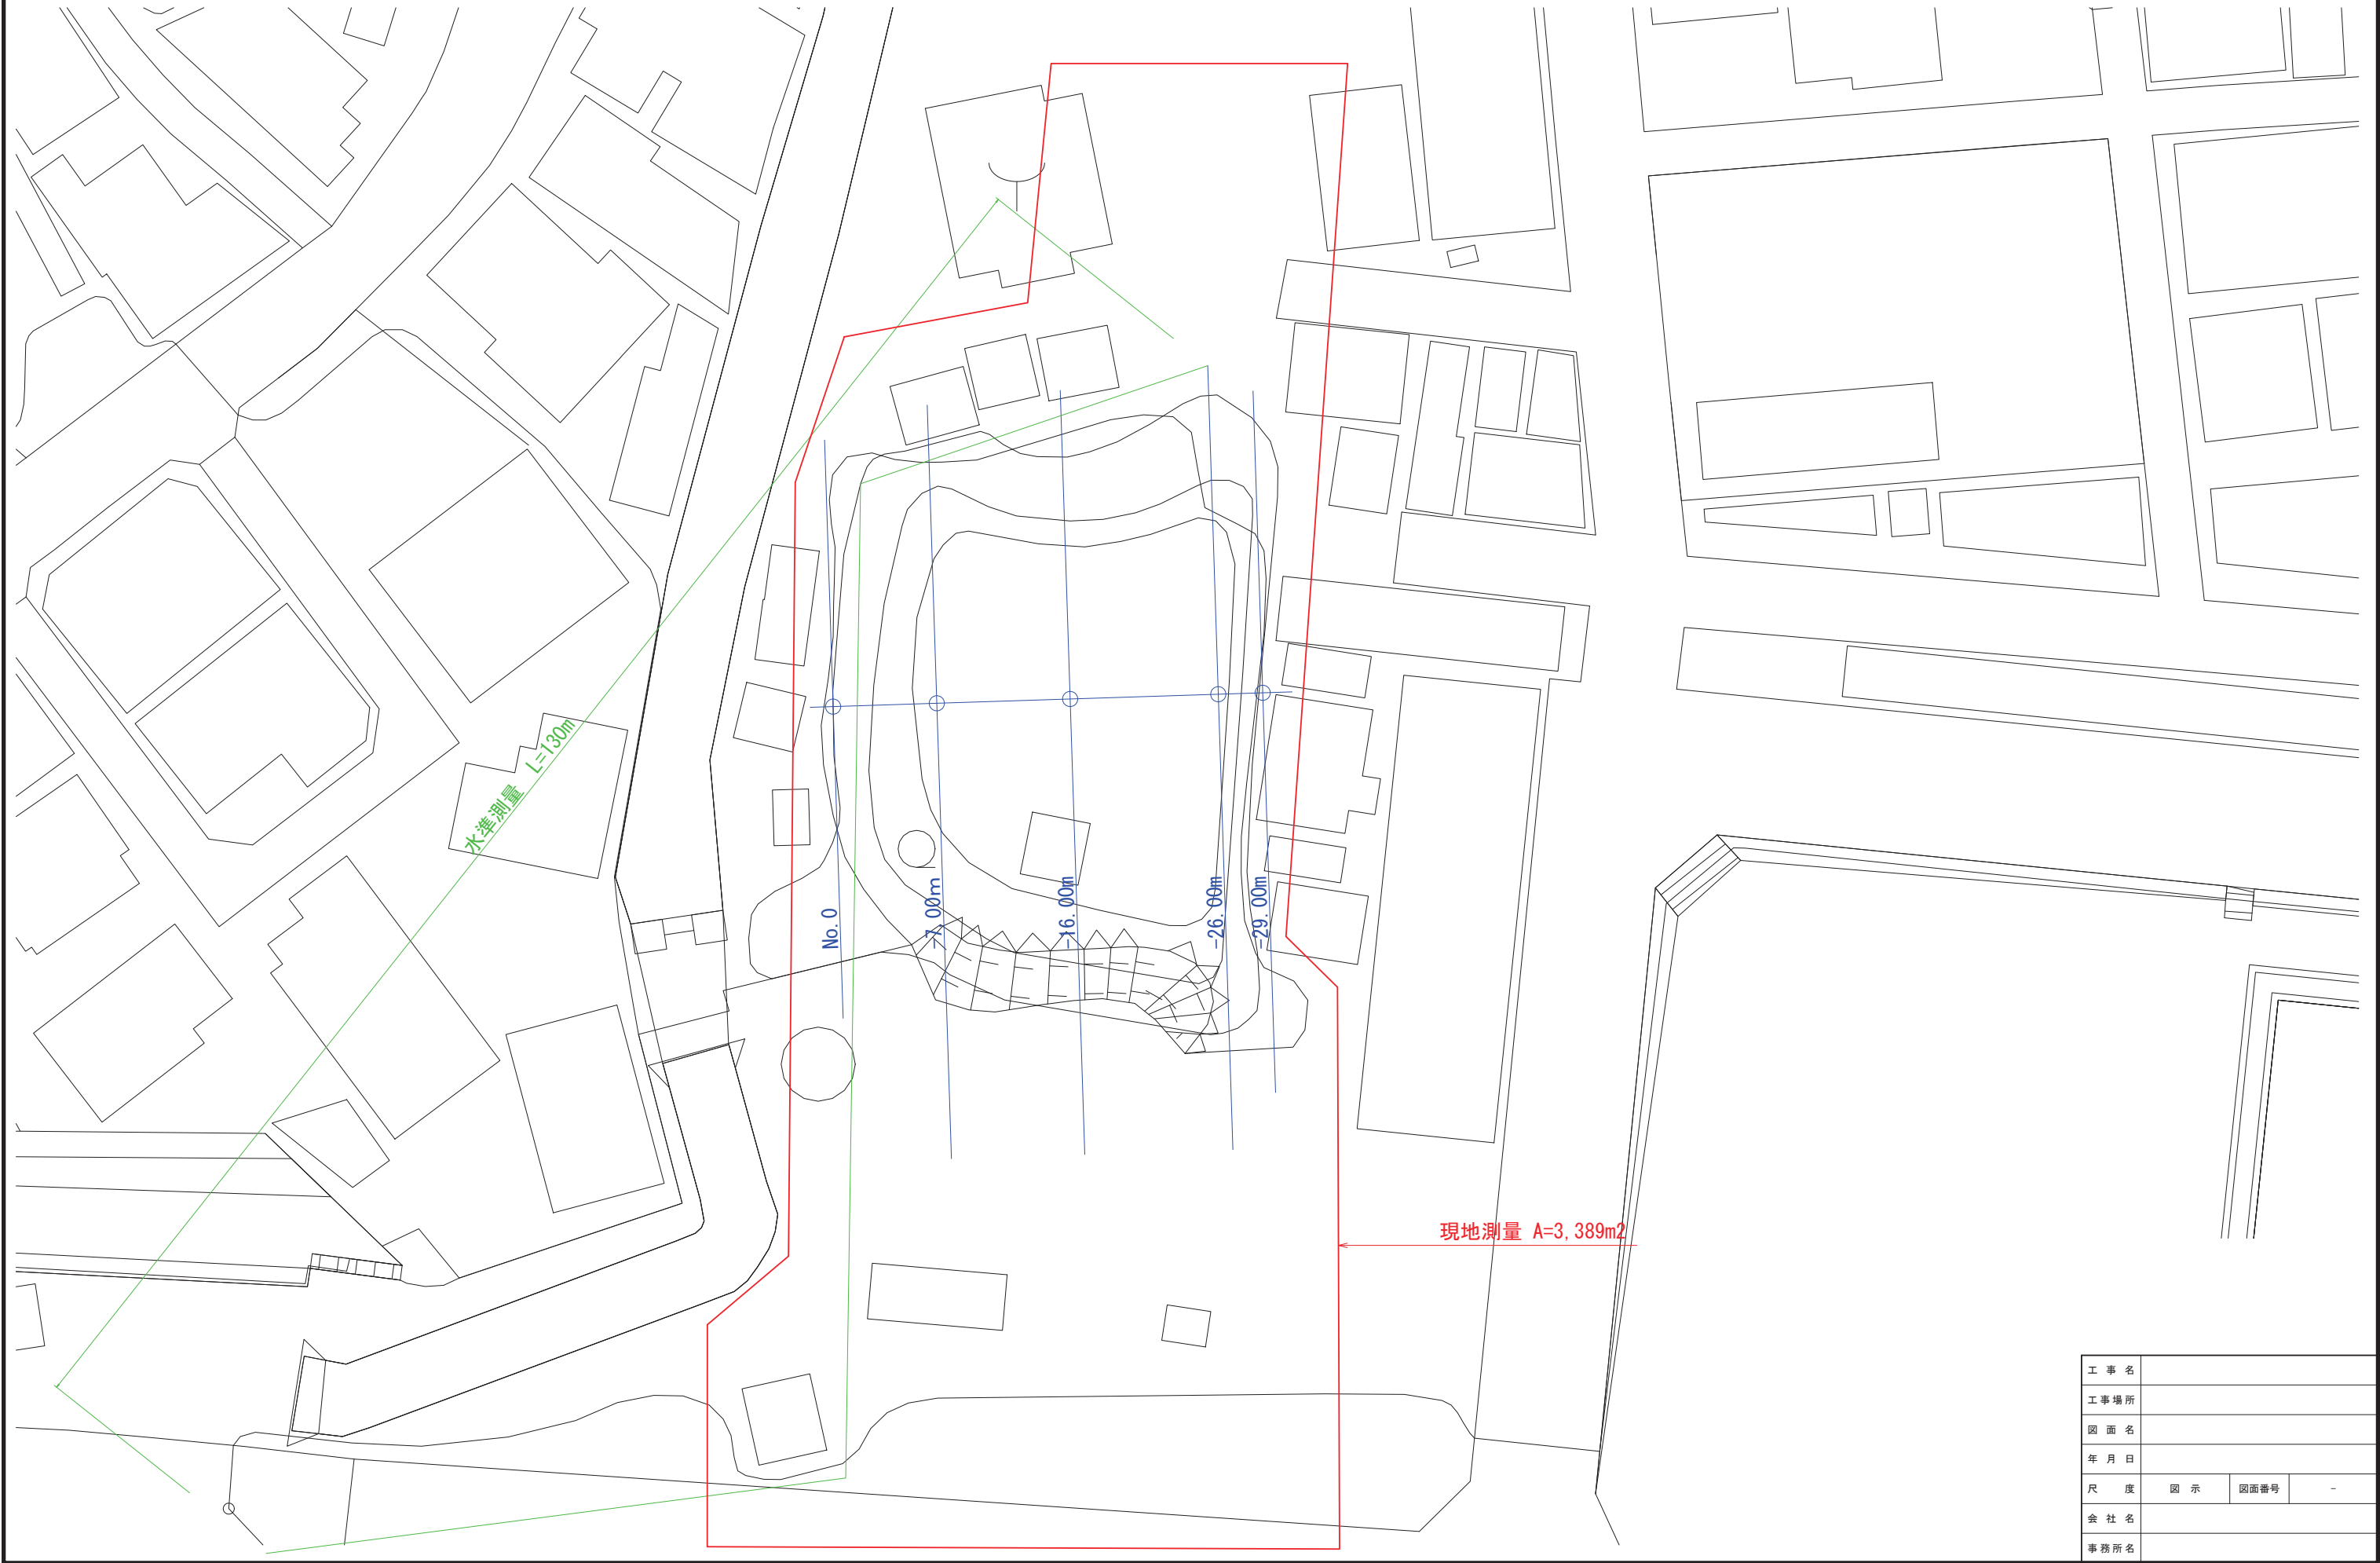 水準測量 L=130m
No.0
-7.00m
-16.00m
-26.00m
-29.00m
現地測量 A=3,389m2
工事名
工事場所
図面名
年月日
尺度 図示 図面番号 -
会社名
事務所名